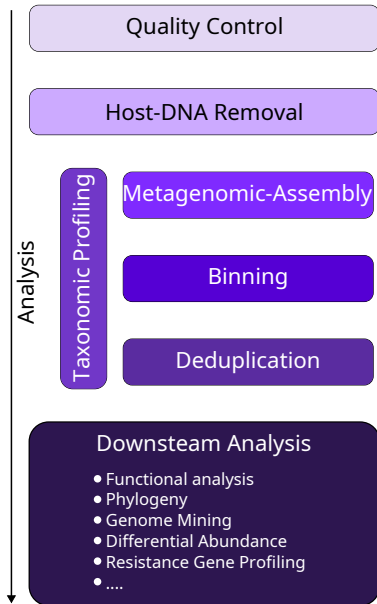 Quality Control
Host-DNA Removal
Analysis
Taxonomic Profiling
Metagenomic-Assembly
Binning
Deduplication
Downsteam Analysis
• Functional analysis
• Phylogeny
• Genome Mining
• Differential Abundance
• Resistance Gene Profiling
• ....